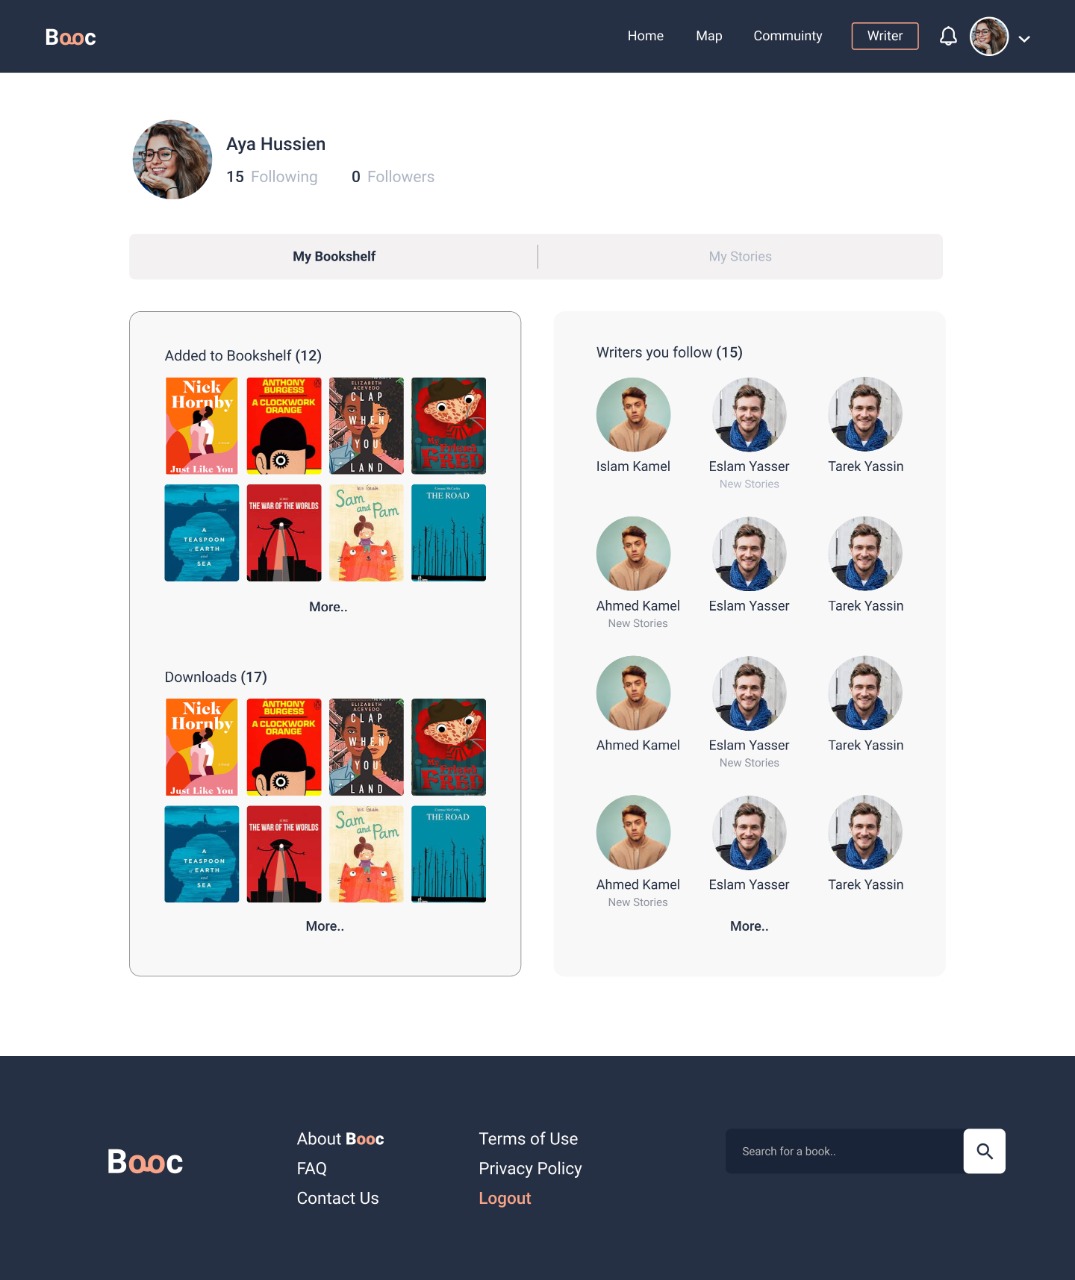 Booc
Home Map Commuinty Writer
Aya Hussien
15 Following 0 Followers
My Bookshelf My Stories
Added to Bookshelf (12)
Nick
Hornby
Just Like You
ANTHONY
BURGESS
A CLOCKWORK
ORANGE
ELIZABETH
ACEVEDO
CLAP
WHEN
YOU
LAND
FRED
A
TEASPOON
of EARTH
and
SEA
THE WAR OF THE WORLDS
Sam
and Pam
THE ROAD
More..
Downloads (17)
Nick
Hornby
Just Like You
ANTHONY
BURGESS
A CLOCKWORK
ORANGE
ELIZABETH
ACEVEDO
CLAP
WHEN
YOU
LAND
FRED
A
TEASPOON
of EARTH
and
SEA
THE WAR OF THE WORLDS
Sam
and Pam
THE ROAD
More..
Writers you follow (15)
Islam Kamel Eslam Yasser Tarek Yassin
New Stories
Ahmed Kamel Eslam Yasser Tarek Yassin
New Stories
Ahmed Kamel Eslam Yasser Tarek Yassin
New Stories
Ahmed Kamel Eslam Yasser Tarek Yassin
New Stories
More..
Booc
About Booc
FAQ
Contact Us
Terms of Use
Privacy Policy
Logout
Search for a book..